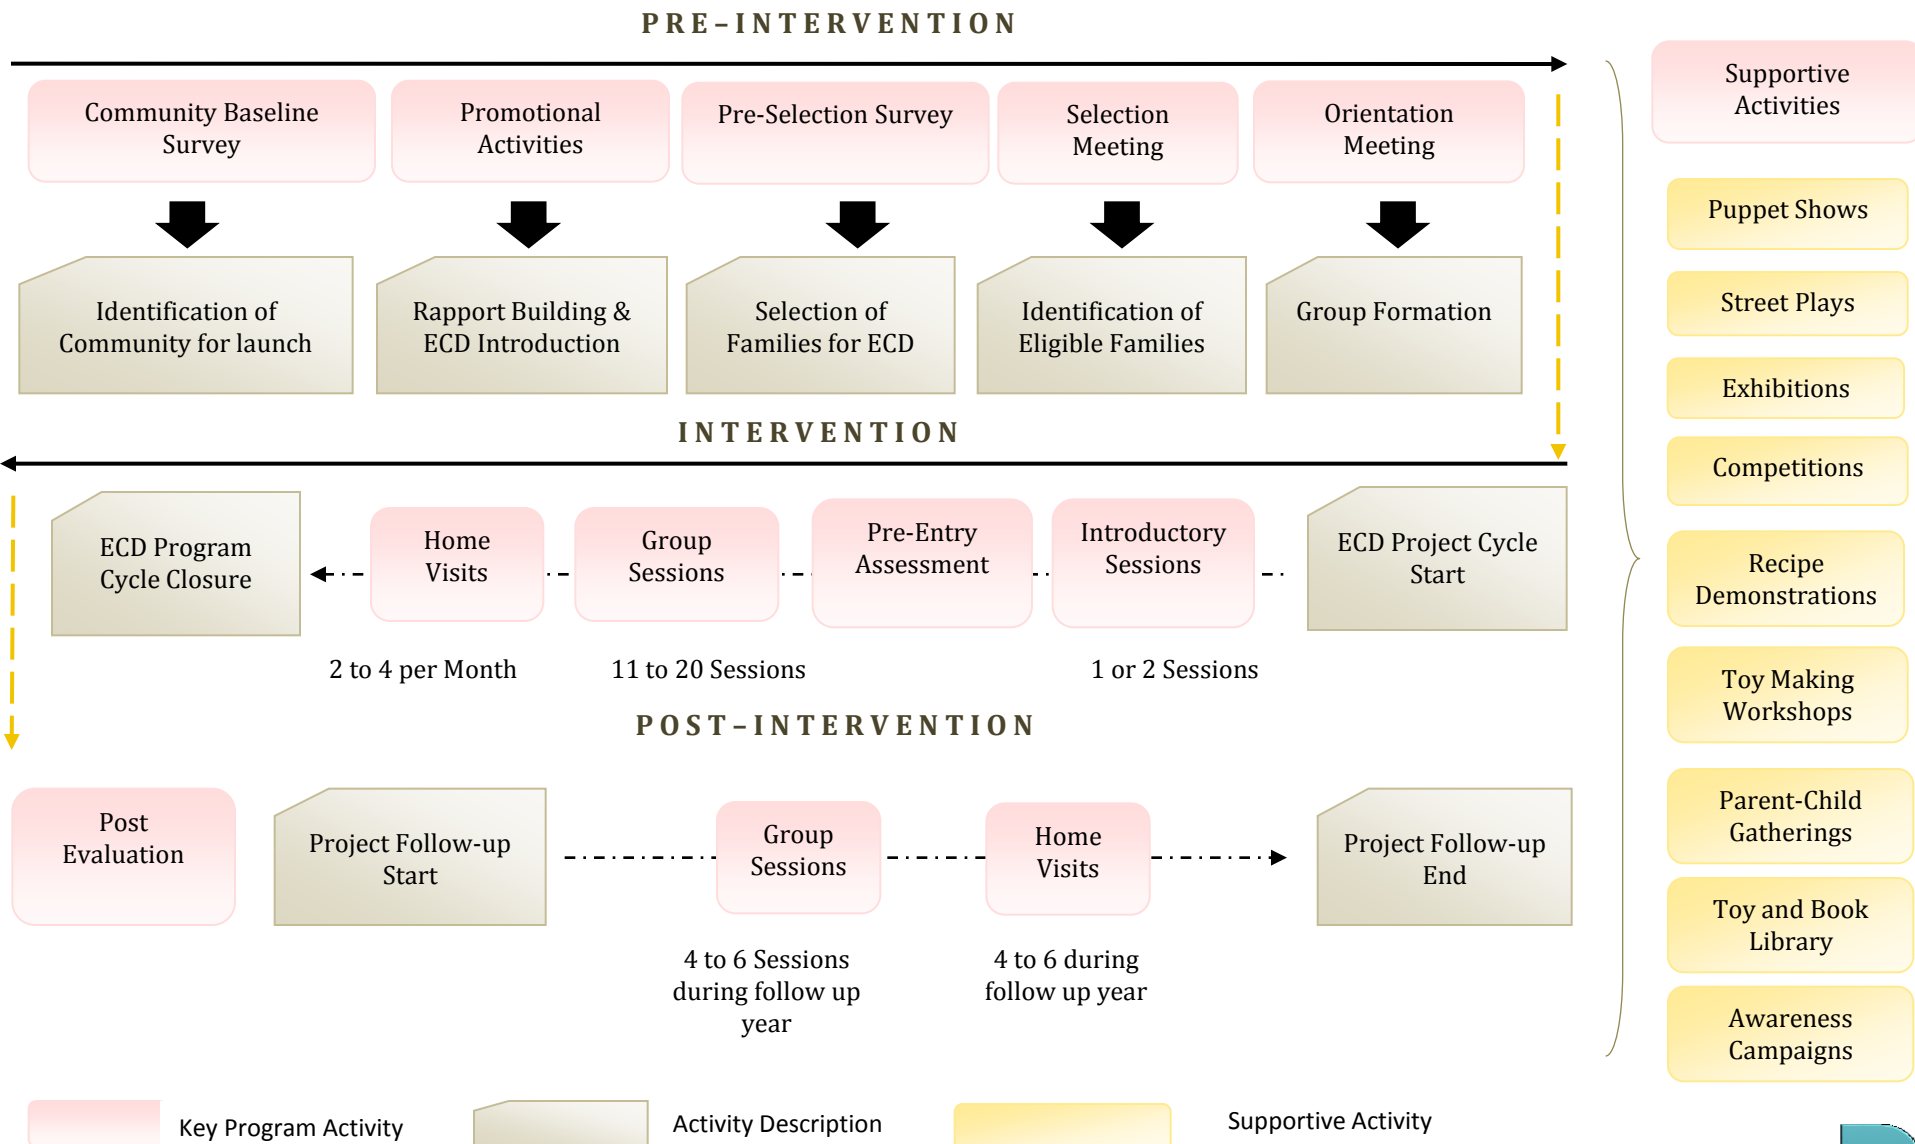 PRE-INTERVENTION
Community Baseline
Survey
Promotional
Activities
Pre-Selection Survey
Selection
Meeting
Orientation
Meeting
Identification of
Community for launch
Rapport Building &
ECD Introduction
Selection of
Families for ECD
Identification of
Eligible Families
Group Formation
INTERVENTION
ECD Program
Cycle Closure
Home
Visits
Group
Sessions
Pre-Entry
Assessment
Introductory
Sessions
ECD Project Cycle
Start
2 to 4 per Month
11 to 20 Sessions
1 or 2 Sessions
POST-INTERVENTION
Post
Evaluation
Project Follow-up
Start
Group
Sessions
Home
Visits
Project Follow-up
End
4 to 6 Sessions
during follow up
year
4 to 6 during
follow up year
Supportive
Activities
Puppet Shows
Street Plays
Exhibitions
Competitions
Recipe
Demonstrations
Toy Making
Workshops
Parent-Child
Gatherings
Toy and Book
Library
Awareness
Campaigns
Key Program Activity
Activity Description
Supportive Activity